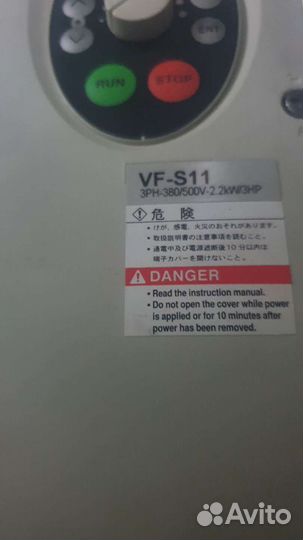 ENT
RUN
STOP
VF-S11
3PH-380/500V-2.2kW/3HP
危険
・けが、感電、火災のおそれがあります。
・取扱説明書の注意事項を読むこと。
・通電中及び電源遮断後10分以内は
端子カバーを開けないこと。
DANGER
• Read the instruction manual.
• Do not open the cover while power
is applied or for 10 minutes after
power has been removed.
Avito